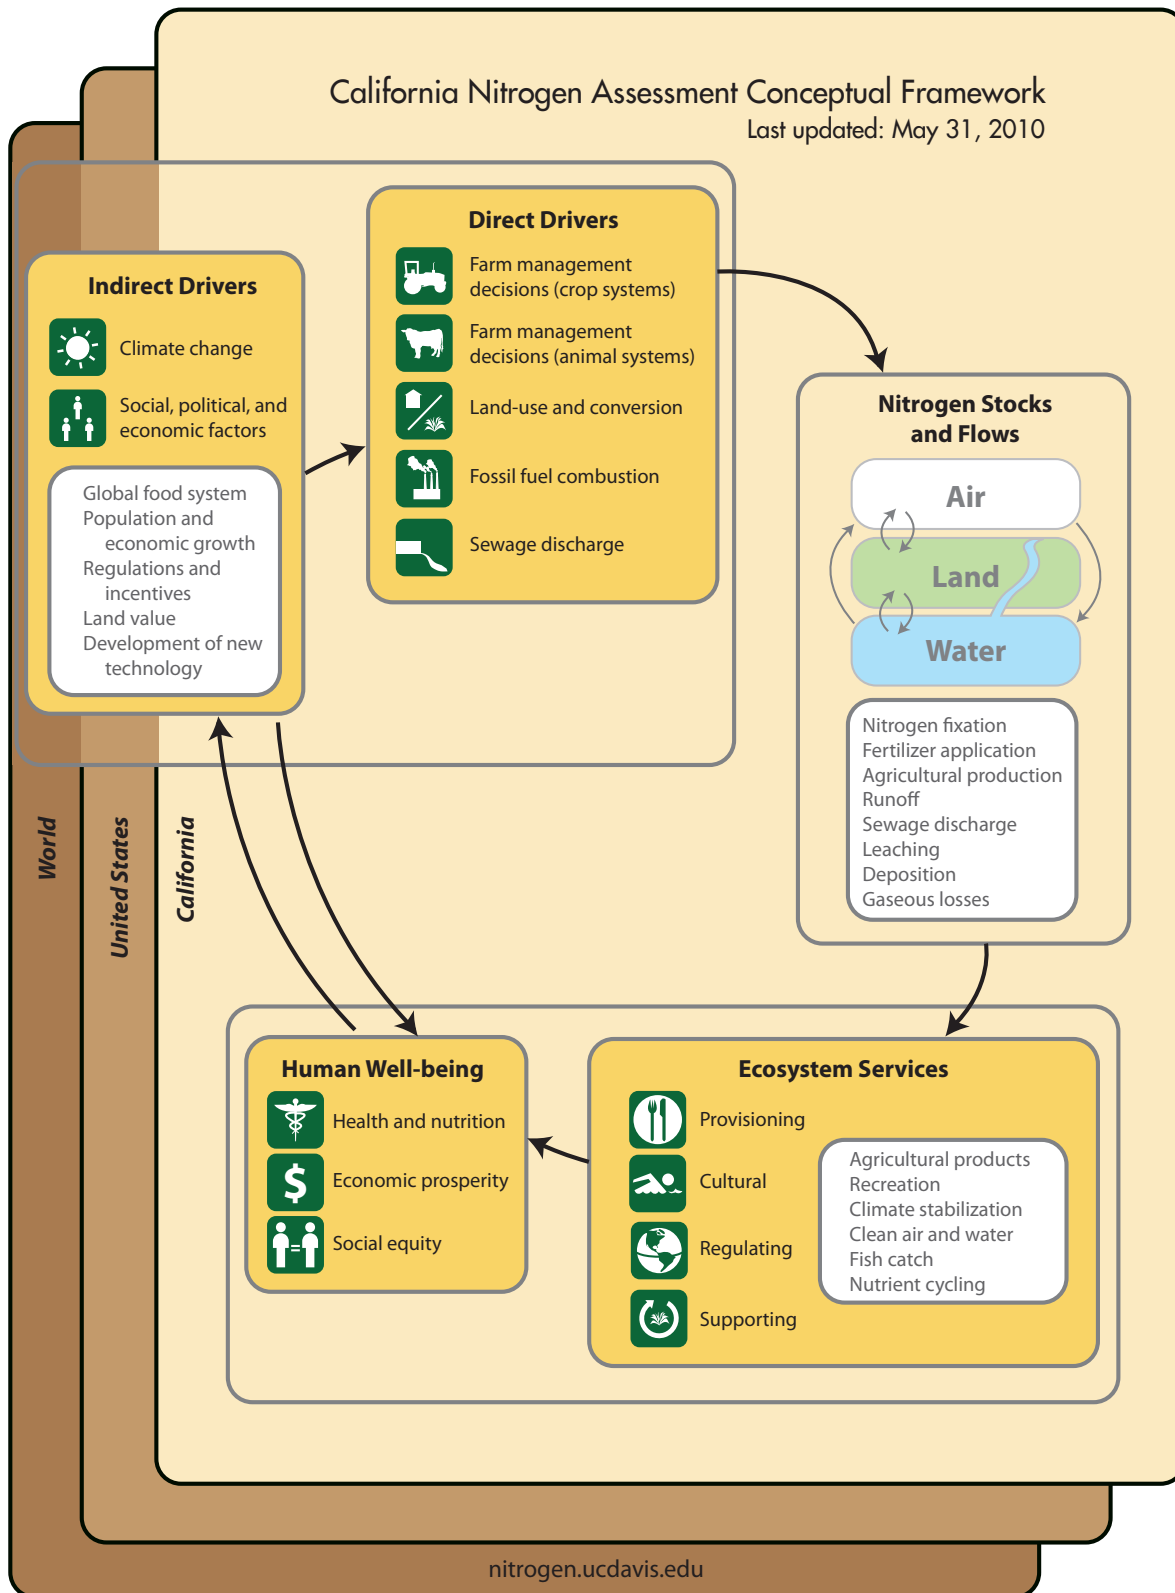 California Nitrogen Assessment Conceptual Framework
Last updated: May 31, 2010
Indirect Drivers
Climate change
Social, political, and
economic factors
Global food system
Population and
economic growth
Regulations and
incentives
Land value
Development of new
technology
Direct Drivers
Farm management
decisions (crop systems)
Farm management
decisions (animal systems)
Land-use and conversion
Fossil fuel combustion
Sewage discharge
Nitrogen Stocks
and Flows
Air
Land
Water
Nitrogen fixation
Fertilizer application
Agricultural production
Runoff
Sewage discharge
Leaching
Deposition
Gaseous losses
World
United States
California
Human Well-being
Health and nutrition
$
Economic prosperity
=
Social equity
Ecosystem Services
Provisioning
Cultural
Regulating
Supporting
Agricultural products
Recreation
Climate stabilization
Clean air and water
Fish catch
Nutrient cycling
nitrogen.ucdavis.edu